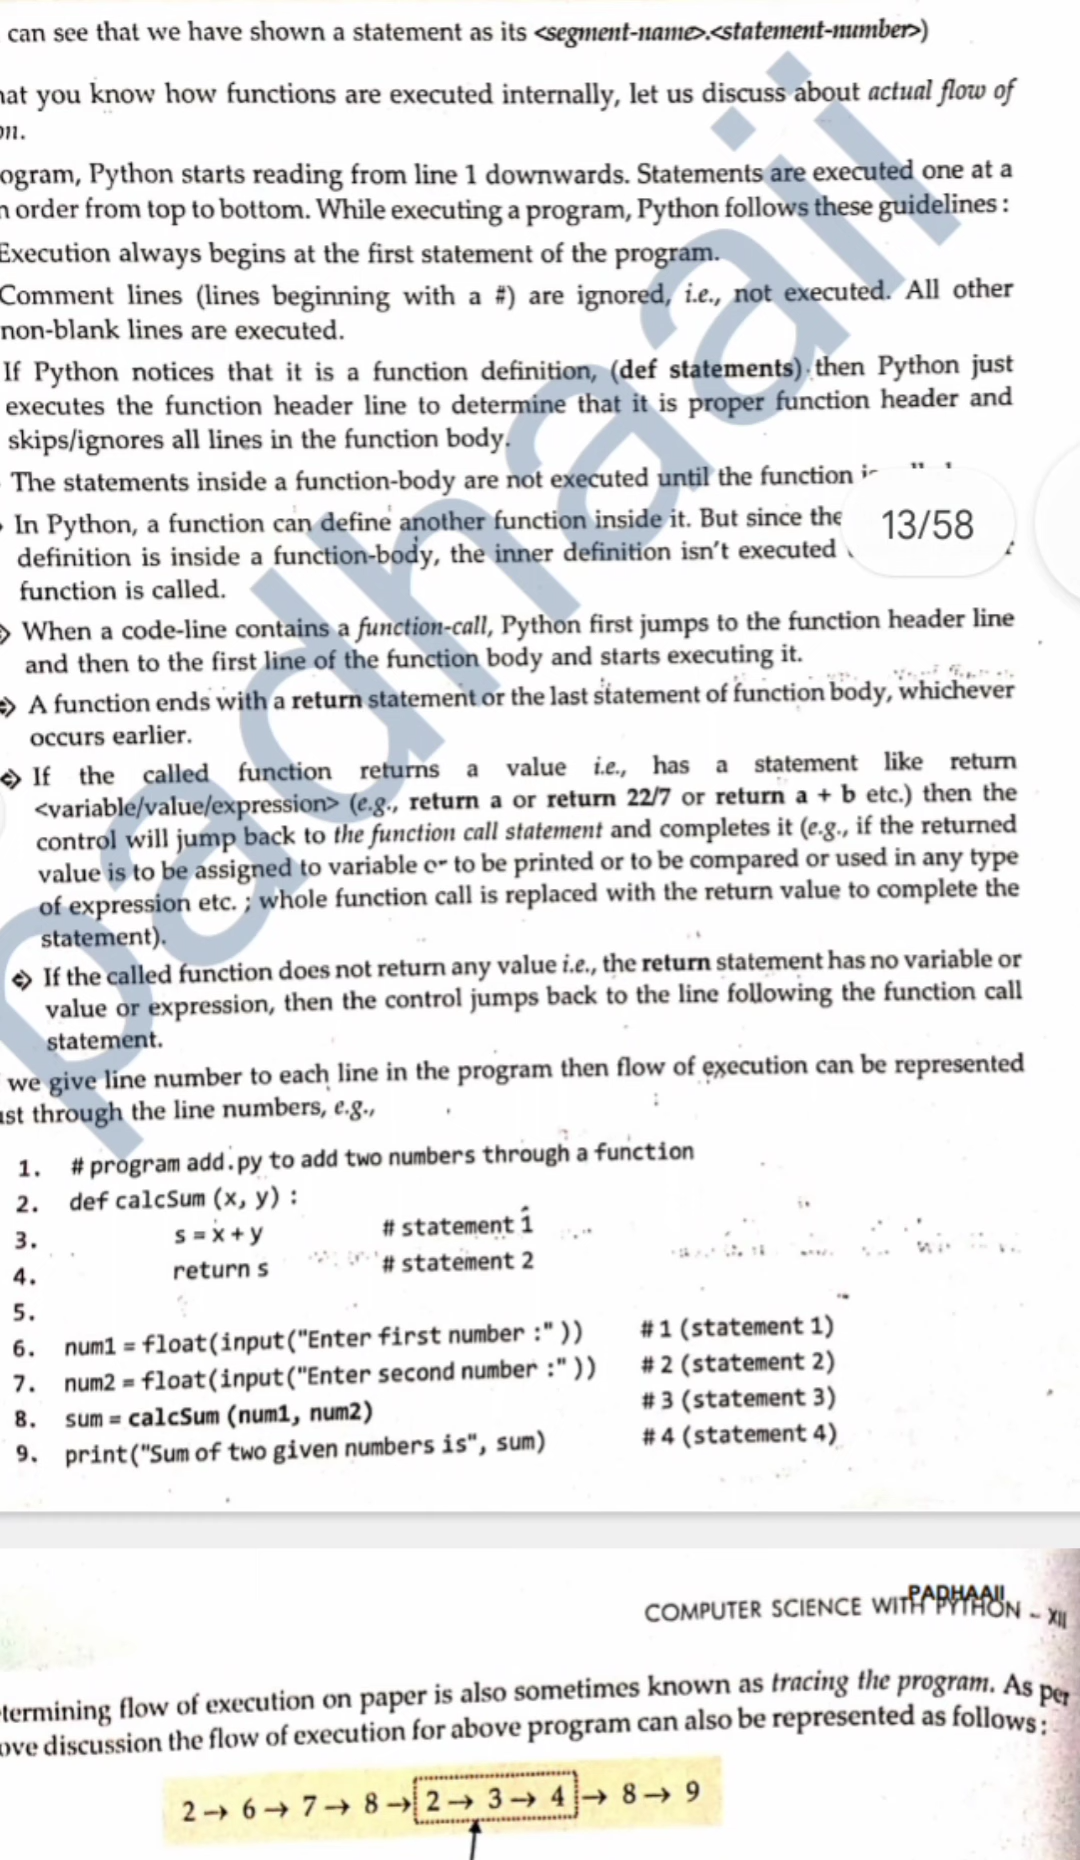 can see that we have shown a statement as its <segment-name>.<statement-number>)
you know how functions are executed internally, let us discuss about actual flow of
ogram, Python starts reading from line 1 downwards. Statements are executed one at a
order from top to bottom. While executing a program, Python follows these guidelines :
Execution always begins at the first statement of the program.
Comment lines (lines beginning with a #) are ignored, i.e., not executed. All other
non-blank lines are executed.
If Python notices that it is a function definition, (def statements) then Python just
executes the function header line to determine that it is proper function header and
skips/ignores all lines in the function body.
The statements inside a function-body are not executed until the function
In Python, a function can define another function inside it. But since the
definition is inside a function-body, the inner definition isn't executed
function is called.
13/58
When a code-line contains a function-call, Python first jumps to the function header line
and then to the first line of the function body and starts executing it.
A function ends with a return statement or the last statement of function body, whichever
occurs earlier.
If the called function returns a value i.e., has a statement like return
<variable/value/expression> (e.g., return a or return 22/7 or return a + b etc.) then the
control will jump back to the function call statement and completes it (e.g., if the returned
value is to be assigned to variable or to be printed or to be compared or used in any type
of expression etc. ; whole function call is replaced with the return value to complete the
statement).
If the called function does not return any value i.e., the return statement has no variable or
value or expression, then the control jumps back to the line following the function call
statement.
we give line number to each line in the program then flow of execution can be represented
ust through the line numbers, e.g.,
1. # program add.py to add two numbers through a function
2. def calcSum (x, y) :
3. s = x + y # statement 1
4. return s # statement 2
5.
6. num1 = float(input("Enter first number :" )) # 1 (statement 1)
7. num2 = float(input("Enter second number :" )) # 2 (statement 2)
8. sum = calcSum (num1, num2) # 3 (statement 3)
9. print("Sum of two given numbers is", sum) # 4 (statement 4)
padhaaii
PADHAAII
COMPUTER SCIENCE WITH PYTHON – XII
termining flow of execution on paper is also sometimes known as tracing the program. As per
ove discussion the flow of execution for above program can also be represented as follows :
2 → 6 → 7 → 8 → 2 → 3 → 4 → 8 → 9